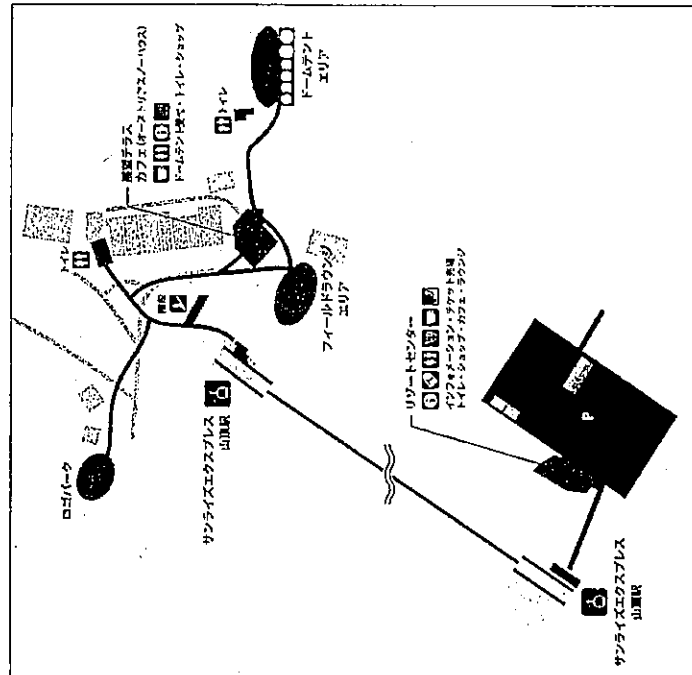 展望テラス
カフェ(オーストリアスノーハウス)
ドームテント受付・トイレ・ショップ
トイレ
ドームテント
エリア
トイレ
階段
フィールドラウンジ
エリア
ロゴパーク
サンライズエクスプレス
山頂駅
リゾートセンター
インフォメーション・チケット売場
トイレ・ショップ・カフェ・ラウンジ
P
サンライズエクスプレス
山麓駅